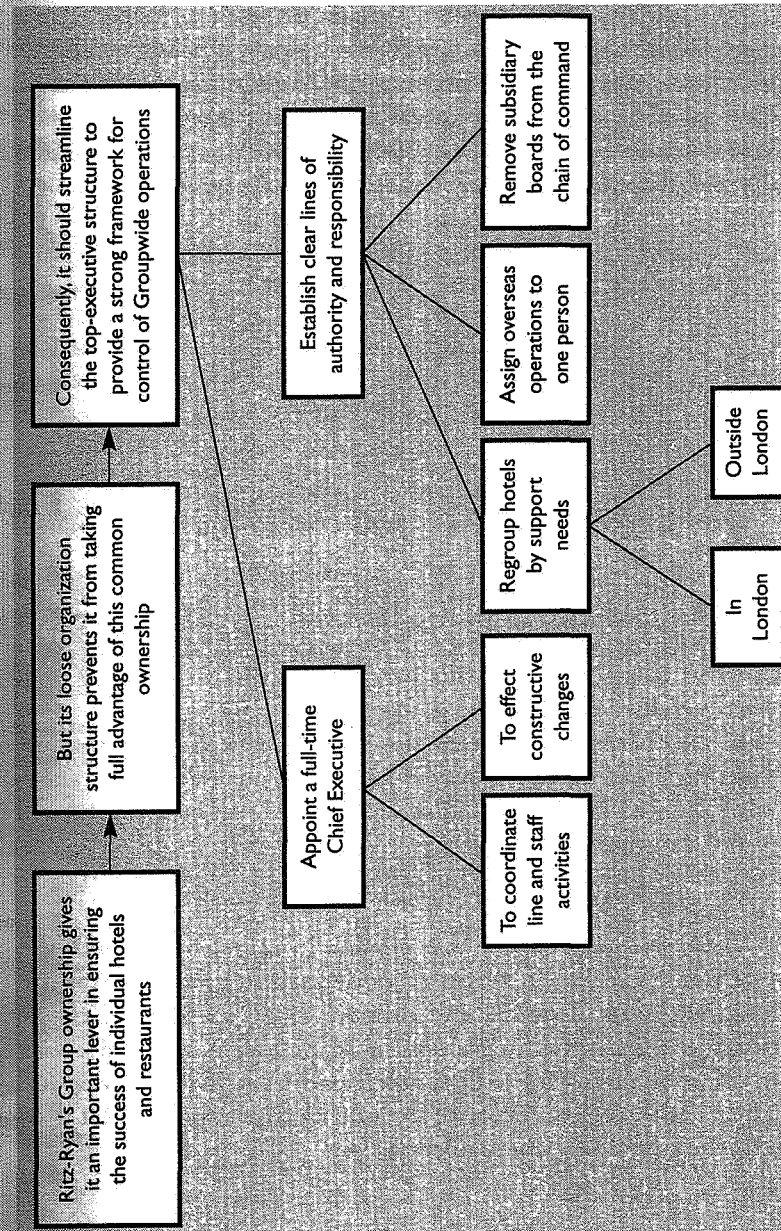 Ritz-Ryan's Group ownership gives
it an important lever in ensuring
the success of individual hotels
and restaurants
But its loose organization
structure prevents it from taking
full advantage of this common
ownership
Consequently, it should streamline
the top-executive structure to
provide a strong framework for
control of Groupwide operations
Appoint a full-time
Chief Executive
Establish clear lines of
authority and responsibility
To coordinate
line and staff
activities
To effect
constructive
changes
Regroup hotels
by support
needs
Assign overseas
operations to
one person
Remove subsidiary
boards from the
chain of command
In
London
Outside
London